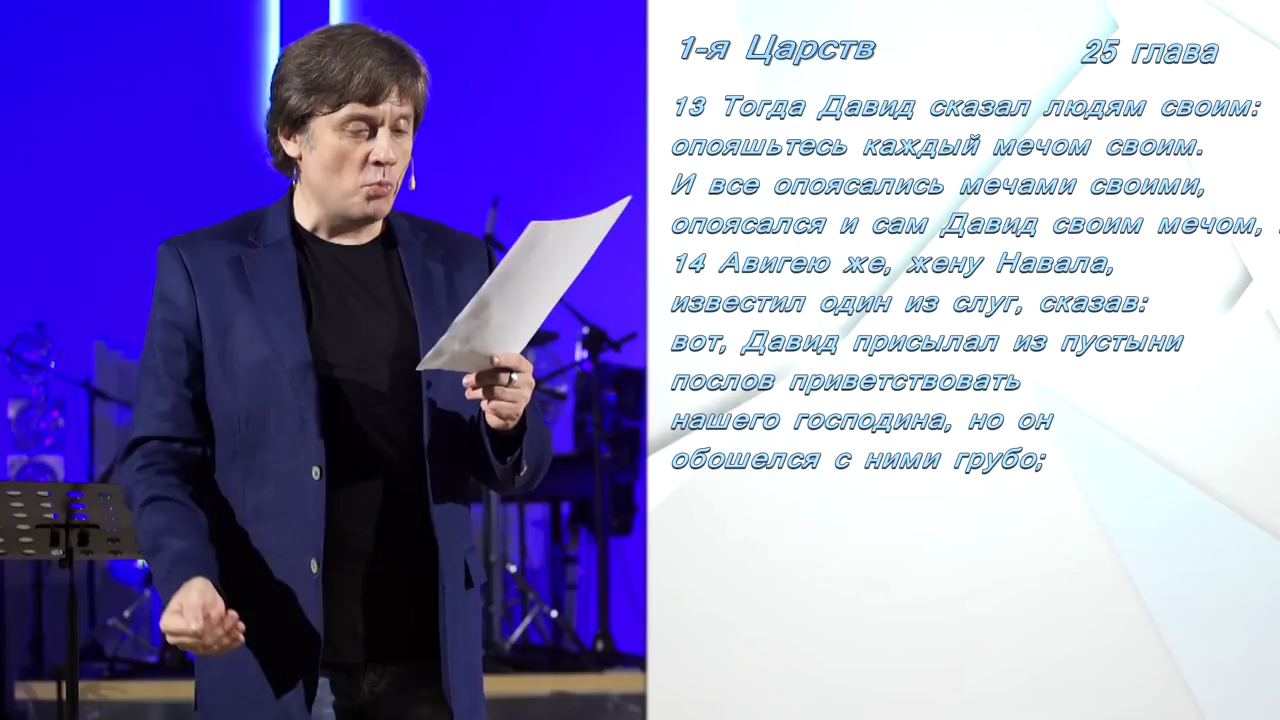 1-я Царств 25 глава
13 Тогда Давид сказал людям своим:
опояшьтесь каждый мечом своим.
И все опоясались мечами своими,
опоясался и сам Давид своим мечом,
14 Авигею же, жену Навала,
известил один из слуг, сказав:
вот, Давид присылал из пустыни
послов приветствовать
нашего господина, но он
обошелся с ними грубо;